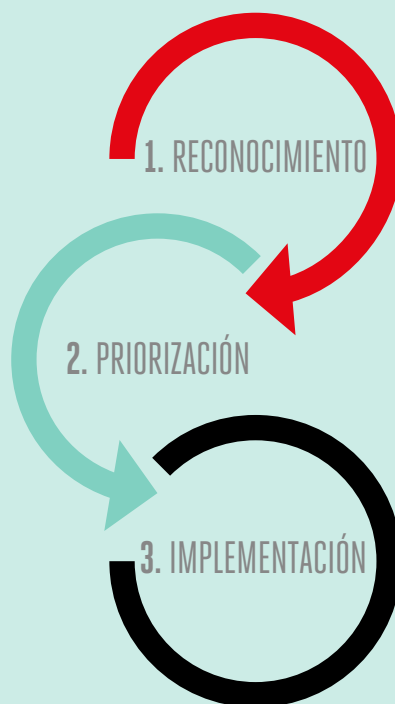 1. RECONOCIMIENTO
2. PRIORIZACIÓN
3. IMPLEMENTACIÓN